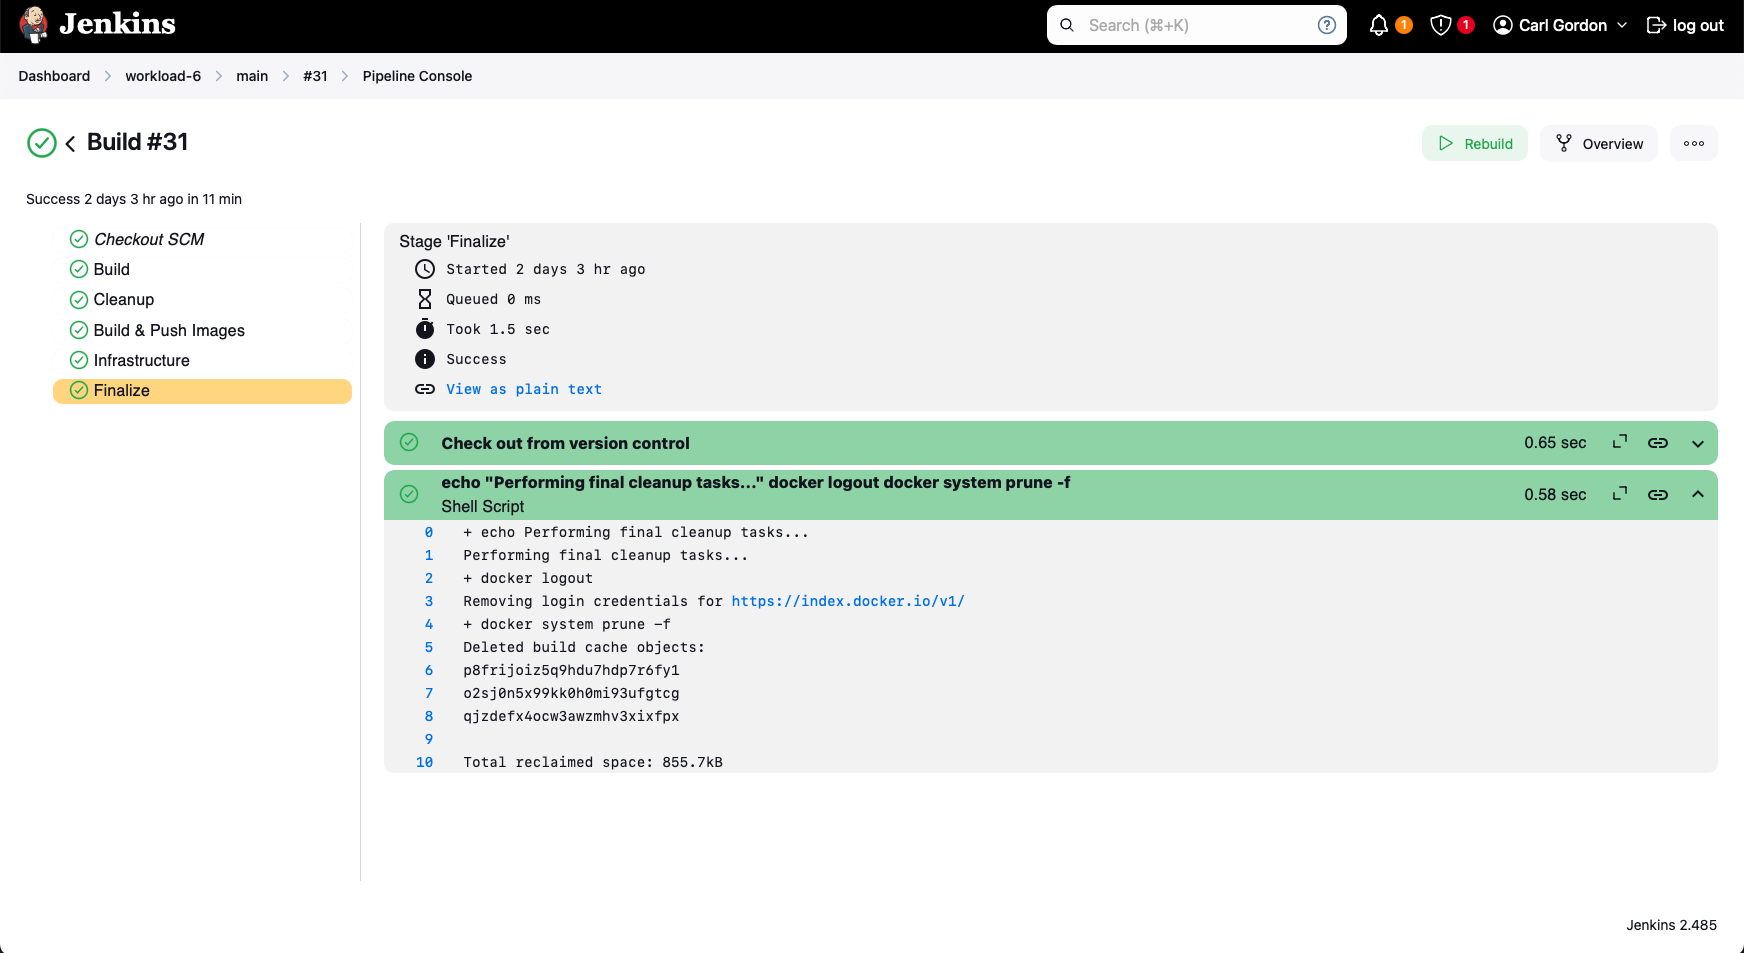 Jenkins
Search (⌘+K)
1
1
Carl Gordon
log out
Dashboard
workload-6
main
#31
Pipeline Console
Build #31
Rebuild
Overview
Success 2 days 3 hr ago in 11 min
Checkout SCM
Build
Cleanup
Build & Push Images
Infrastructure
Finalize
Stage 'Finalize'
Started 2 days 3 hr ago
Queued 0 ms
Took 1.5 sec
Success
View as plain text
Check out from version control
0.65 sec
echo "Performing final cleanup tasks..." docker logout docker system prune -f
Shell Script
0.58 sec
0 + echo Performing final cleanup tasks...
1 Performing final cleanup tasks...
2 + docker logout
3 Removing login credentials for https://index.docker.io/v1/
4 + docker system prune -f
5 Deleted build cache objects:
6 p8frijoiz5q9hdu7hdp7r6fy1
7 o2sj0n5x99kk0h0mi93ufgtcg
8 qjzdefx4ocw3awzmhv3xixfpx
9
10 Total reclaimed space: 855.7kB
Jenkins 2.485